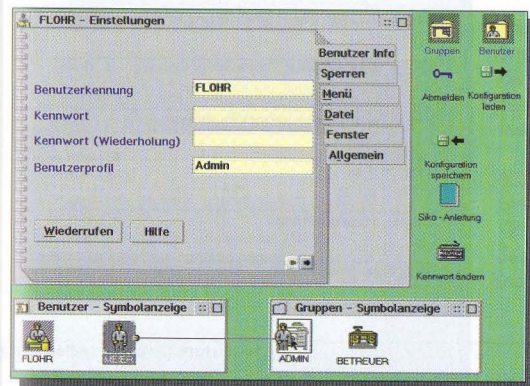 FLOHR - Einstellungen
Benutzer Info
Sperren
Menü
Datei
Fenster
Allgemein
Benutzerkennung FLOHR
Kennwort
Kennwort (Wiederholung)
Benutzerprofil Admin
Wiederrufen Hilfe
Gruppen Benutzer
Abmelden Konfiguration
laden
Konfiguration
speichern
Siko - Anleitung
Kennwort ändern
Benutzer - Symbolanzeige
FLOHR MEIER
Gruppen - Symbolanzeige
ADMIN BETREUER